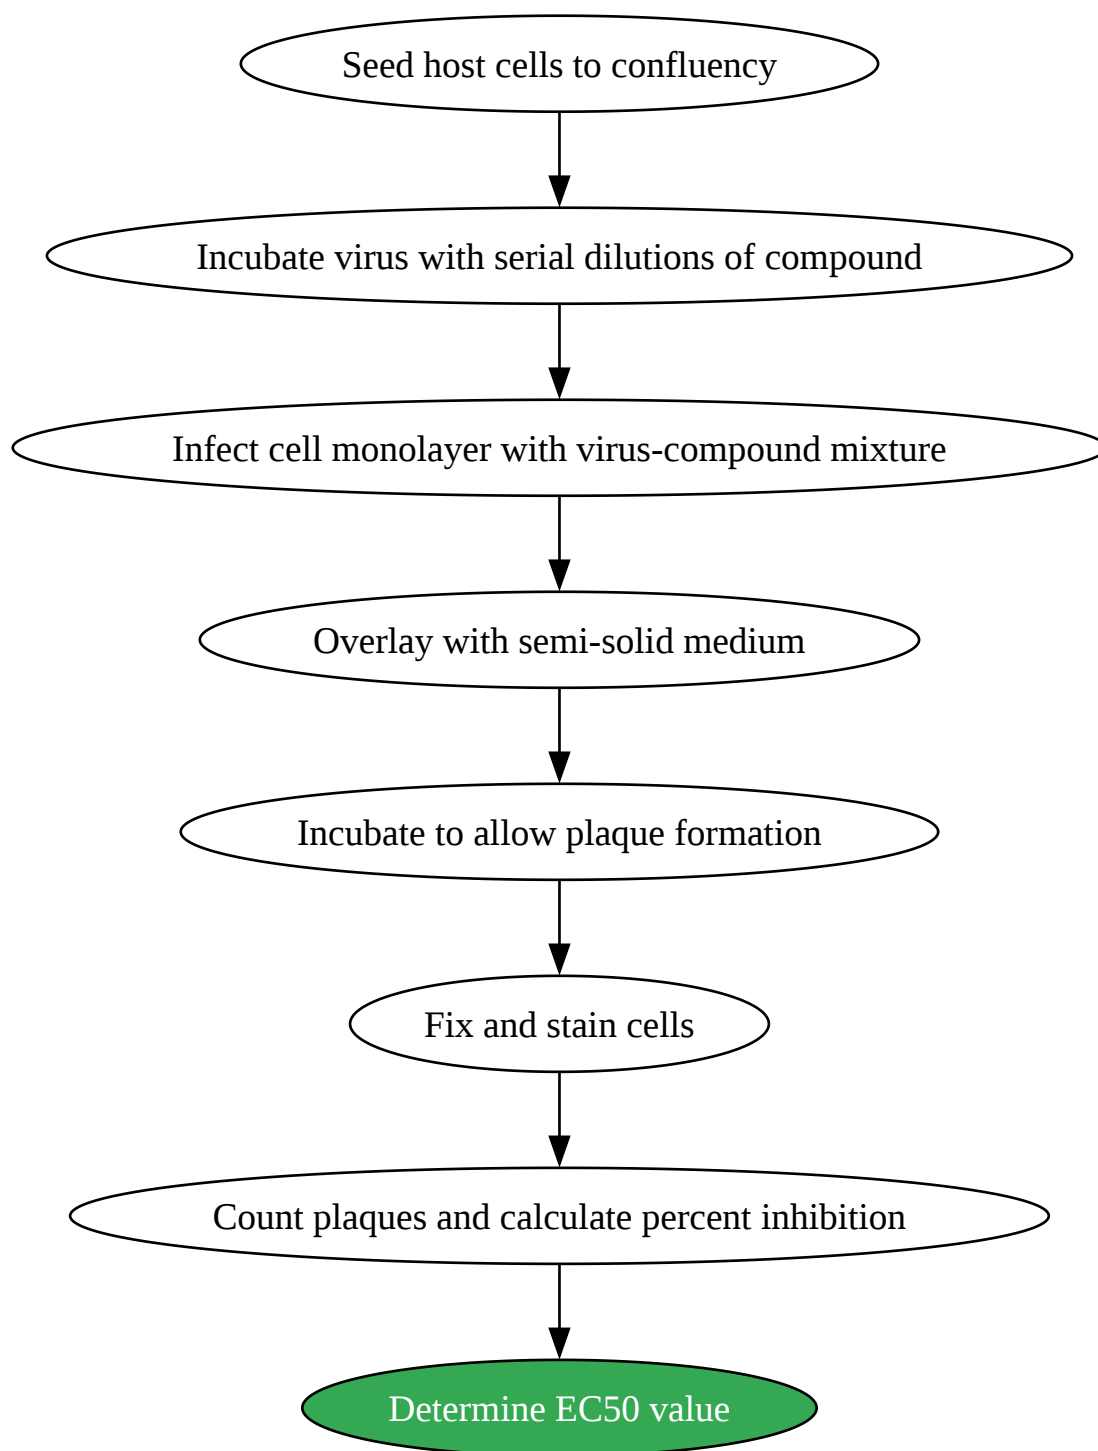 Seed host cells to confluency
Incubate virus with serial dilutions of compound
Infect cell monolayer with virus-compound mixture
Overlay with semi-solid medium
Incubate to allow plaque formation
Fix and stain cells
Count plaques and calculate percent inhibition
Determine EC50 value